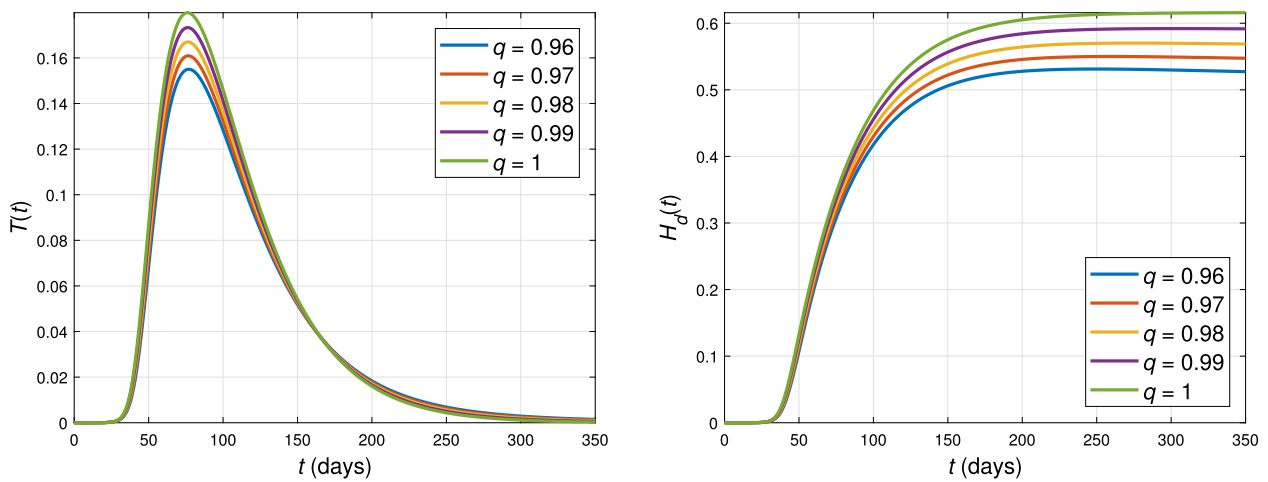 T(t)
0.16
0.14
0.12
0.1
0.08
0.06
0.04
0.02
0
0 50 100 150 200 250 300 350
t (days)
q = 0.96
q = 0.97
q = 0.98
q = 0.99
q = 1
H_d(t)
0.6
0.5
0.4
0.3
0.2
0.1
0
0 50 100 150 200 250 300 350
t (days)
q = 0.96
q = 0.97
q = 0.98
q = 0.99
q = 1